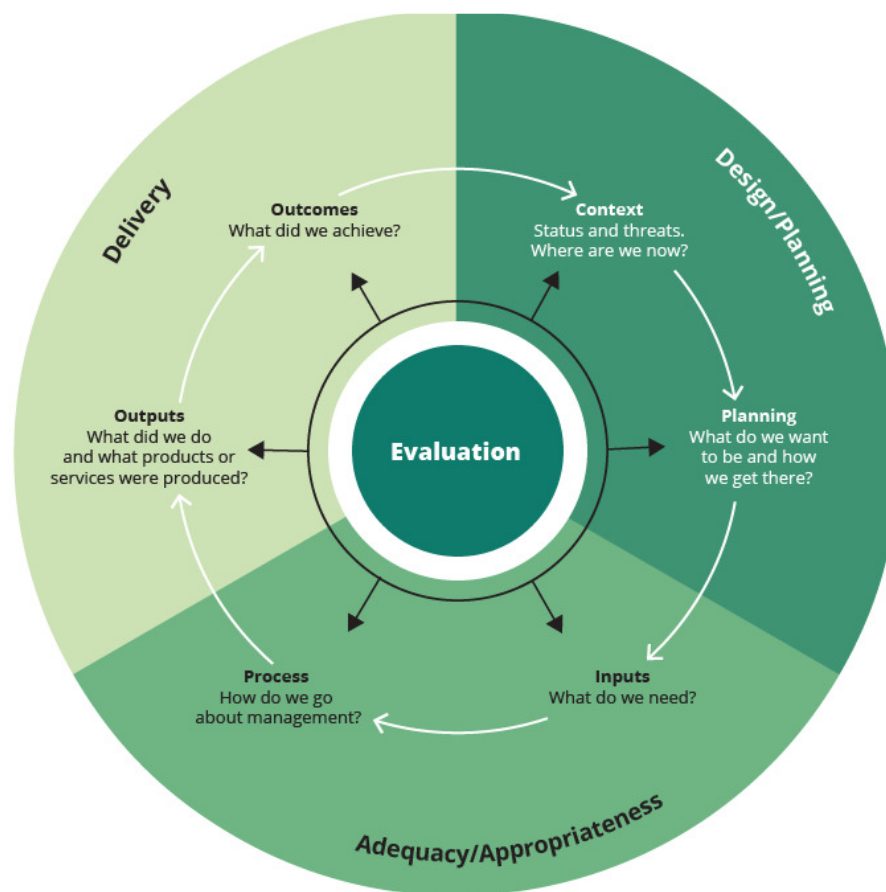 Delivery
Design/Planning
Outcomes
What did we achieve?
Context
Status and threats.
Where are we now?
Outputs
What did we do
and what products or
services were produced?
Evaluation
Planning
What do we want
to be and how
we get there?
Process
How do we go
about management?
Inputs
What do we need?
Adequacy/Appropriateness